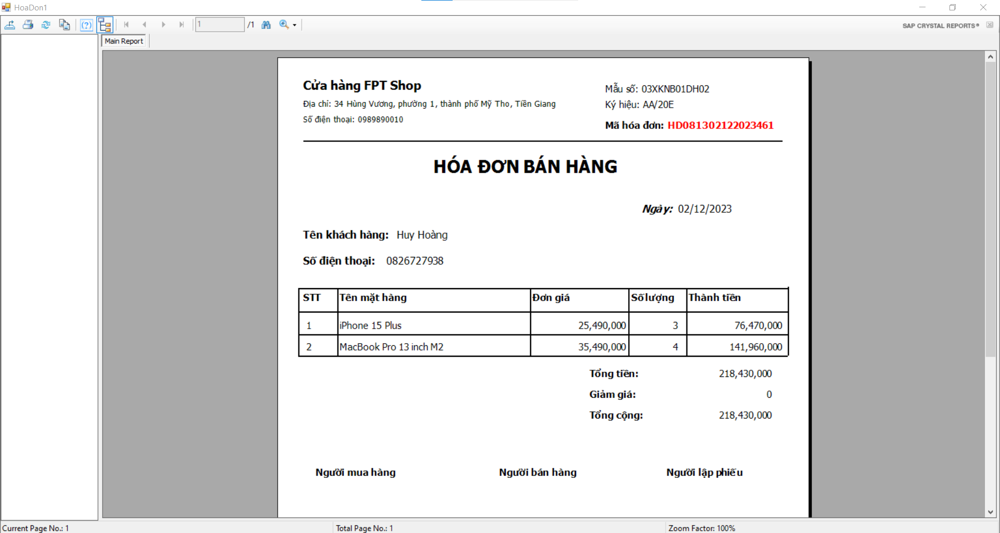 HoaDon1
1 /1
SAP CRYSTAL REPORTS®
Main Report
Cửa hàng FPT Shop
Địa chỉ: 34 Hùng Vương, phường 1, thành phố Mỹ Tho, Tiền Giang
Số điện thoại: 0989890010
Mẫu số: 03XKNB01DH02
Ký hiệu: AA/20E
Mã hóa đơn: HD081302122023461
HÓA ĐƠN BÁN HÀNG
Ngày: 02/12/2023
Tên khách hàng: Huy Hoàng
Số điện thoại: 0826727938
STT Tên mặt hàng Đơn giá Số lượng Thành tiền
1 iPhone 15 Plus 25,490,000 3 76,470,000
2 MacBook Pro 13 inch M2 35,490,000 4 141,960,000
Tổng tiền: 218,430,000
Giảm giá: 0
Tổng cộng: 218,430,000
Người mua hàng Người bán hàng Người lập phiếu
Current Page No.: 1 Total Page No.: 1 Zoom Factor: 100%